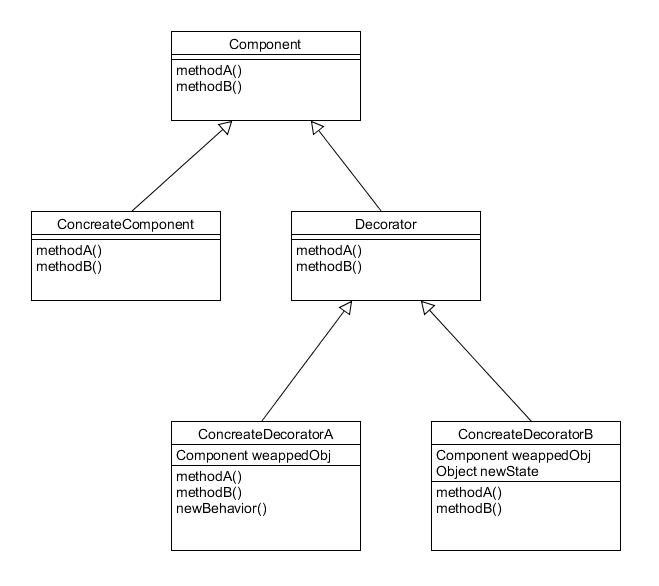 Component
methodA()
methodB()
ConcreateComponent
methodA()
methodB()
Decorator
methodA()
methodB()
ConcreateDecoratorA
Component weappedObj
methodA()
methodB()
newBehavior()
ConcreateDecoratorB
Component weappedObj
Object newState
methodA()
methodB()